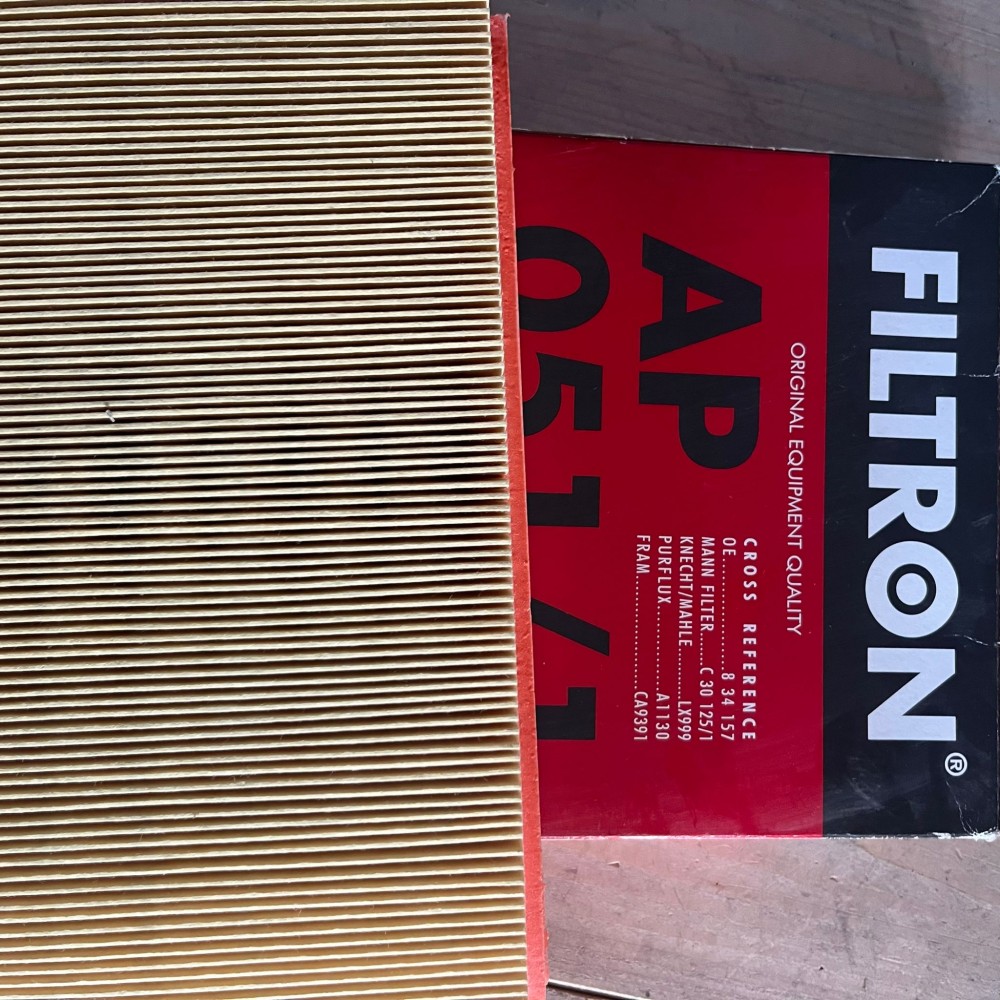 FILTRON®
ORIGINAL EQUIPMENT QUALITY
AP
051/1
CROSS REFERENCE
OE....................8 34 157
MANN FILTER......C 30 125/1
KNECHT/MAHLE........LX999
PURFLUX...............A1130
FRAM....................CA9391